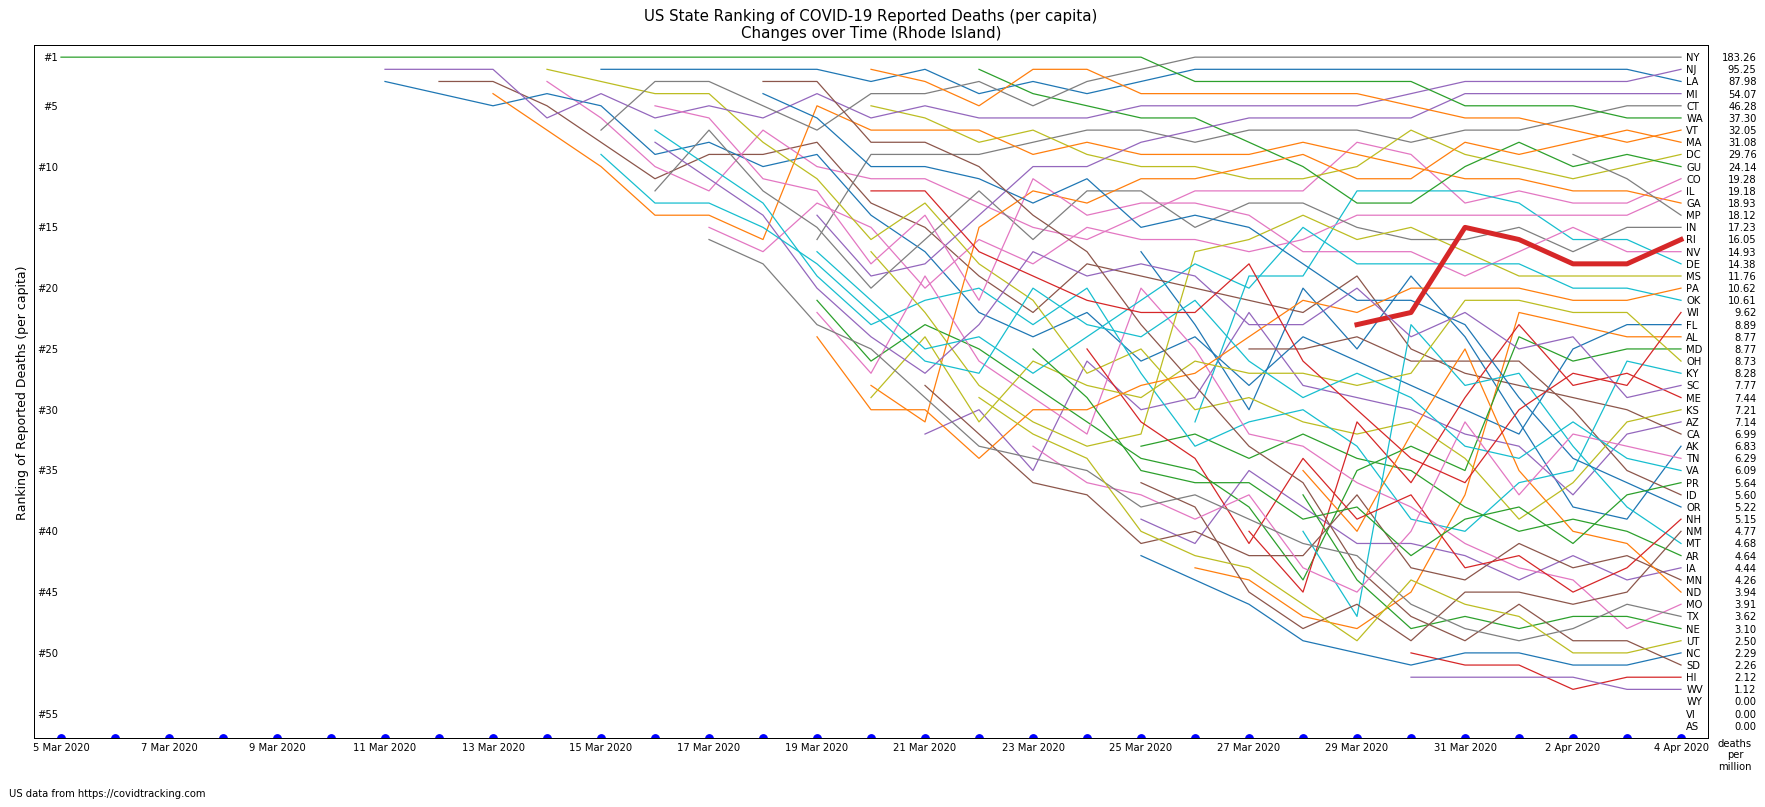 US State Ranking of COVID-19 Reported Deaths (per capita)
Changes over Time (Rhode Island)
Ranking of Reported Deaths (per capita)
#1
#5
#10
#15
#20
#25
#30
#35
#40
#45
#50
#55
NY 183.26
NJ 95.25
LA 87.98
MI 54.07
CT 46.28
WA 37.30
VT 32.05
MA 31.08
DC 29.76
GU 24.14
CO 19.28
IL 19.18
GA 18.93
MP 18.12
IN 17.23
RI 16.05
NV 14.93
DE 14.38
MS 11.76
PA 10.62
OK 10.61
WI 9.62
FL 8.89
AL 8.77
MD 8.77
OH 8.73
KY 8.28
SC 7.77
ME 7.44
KS 7.21
AZ 7.14
CA 6.99
AK 6.83
TN 6.29
VA 6.09
PR 5.64
ID 5.60
OR 5.22
NH 5.15
NM 4.77
MT 4.68
AR 4.64
IA 4.44
MN 4.26
ND 3.94
MO 3.91
TX 3.62
NE 3.10
UT 2.50
NC 2.29
SD 2.26
HI 2.12
WV 1.12
WY 0.00
VI 0.00
AS 0.00
5 Mar 2020 7 Mar 2020 9 Mar 2020 11 Mar 2020 13 Mar 2020 15 Mar 2020 17 Mar 2020 19 Mar 2020 21 Mar 2020 23 Mar 2020 25 Mar 2020 27 Mar 2020 29 Mar 2020 31 Mar 2020 2 Apr 2020 4 Apr 2020
deaths
per
million
US data from https://covidtracking.com